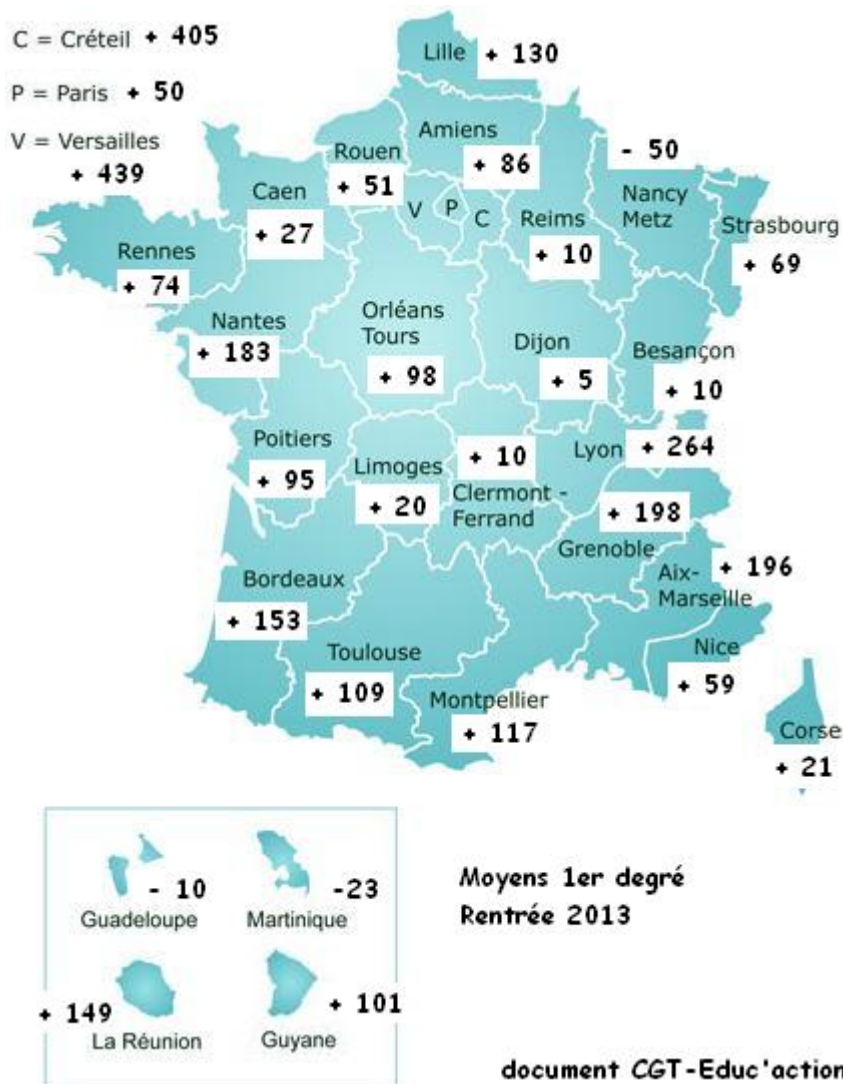 C = Créteil + 405
P = Paris + 50
V = Versailles
+ 439
Lille + 130
Amiens
+ 86
Rouen
+ 51
Caen
+ 27
V
P
C
Reims
+ 10
- 50
Nancy
Metz
Strasbourg
+ 69
Rennes
+ 74
Nantes
+ 183
Orléans
Tours
+ 98
Dijon
+ 5
Besançon
+ 10
Poitiers
+ 95
Limoges
+ 20
+ 10
Clermont -
Ferrand
Lyon + 264
+ 198
Grenoble
+ 196
Aix-
Marseille
Bordeaux
+ 153
Toulouse
+ 109
Montpellier
+ 117
Nice
+ 59
Corse
+ 21
- 10
Guadeloupe
-23
Martinique
+ 149
La Réunion
+ 101
Guyane
Moyens 1er degré
Rentrée 2013
document CGT-Educ'action